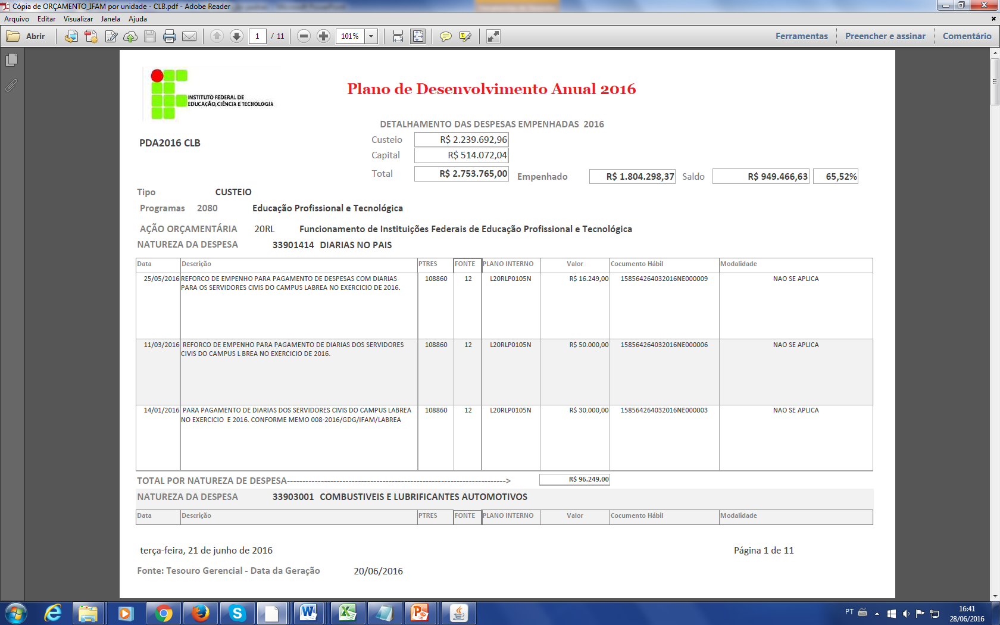 Cópia de ORÇAMENTO_IFAM por unidade - CLB.pdf - Adobe Reader
Arquivo Editar Visualizar Janela Ajuda
Abrir 1 / 11 101% Ferramentas Preencher e assinar Comentário
INSTITUTO FEDERAL DE
EDUCAÇÃO, CIÊNCIA E TECNOLOGIA
Plano de Desenvolvimento Anual 2016
DETALHAMENTO DAS DESPESAS EMPENHADAS 2016
PDA2016 CLB
Custeio R$ 2.239.692,96
Capital R$ 514.072,04
Total R$ 2.753.765,00 Empenhado R$ 1.804.298,37 Saldo R$ 949.466,63 65,52%
Tipo CUSTEIO
Programas 2080 Educação Profissional e Tecnológica
AÇÃO ORÇAMENTÁRIA 20RL Funcionamento de Instituições Federais de Educação Profissional e Tecnológica
NATUREZA DA DESPESA 33901414 DIARIAS NO PAIS
Data Descrição PTRES FONTE PLANO INTERNO Valor Cocumento Hábil Modalidade
25/05/2016 REFORCO DE EMPENHO PARA PAGAMENTO DE DESPESAS COM DIARIAS 108860 12 L20RLP0105N R$ 16.249,00 158564264032016NE000009 NAO SE APLICA
PARA OS SERVIDORES CIVIS DO CAMPUS LABREA NO EXERCICIO DE 2016.
11/03/2016 REFORCO DE EMPENHO PARA PAGAMENTO DE DIARIAS DOS SERVIDORES 108860 12 L20RLP0105N R$ 50.000,00 158564264032016NE000006 NAO SE APLICA
CIVIS DO CAMPUS L BREA NO EXERCICIO DE 2016.
14/01/2016 PARA PAGAMENTO DE DIARIAS DOS SERVIDORES CIVIS DO CAMPUS LABREA 108860 12 L20RLP0105N R$ 30.000,00 158564264032016NE000003 NAO SE APLICA
NO EXERCICIO E 2016. CONFORME MEMO 008-2016/GDG/IFAM/LABREA
TOTAL POR NATUREZA DE DESPESA-----------------------------------------------------------------------> R$ 96.249,00
NATUREZA DA DESPESA 33903001 COMBUSTIVEIS E LUBRIFICANTES AUTOMOTIVOS
Data Descrição PTRES FONTE PLANO INTERNO Valor Cocumento Hábil Modalidade
terça-feira, 21 de junho de 2016 Página 1 de 11
Fonte: Tesouro Gerencial - Data da Geração 20/06/2016
PT 16:41
28/06/2016